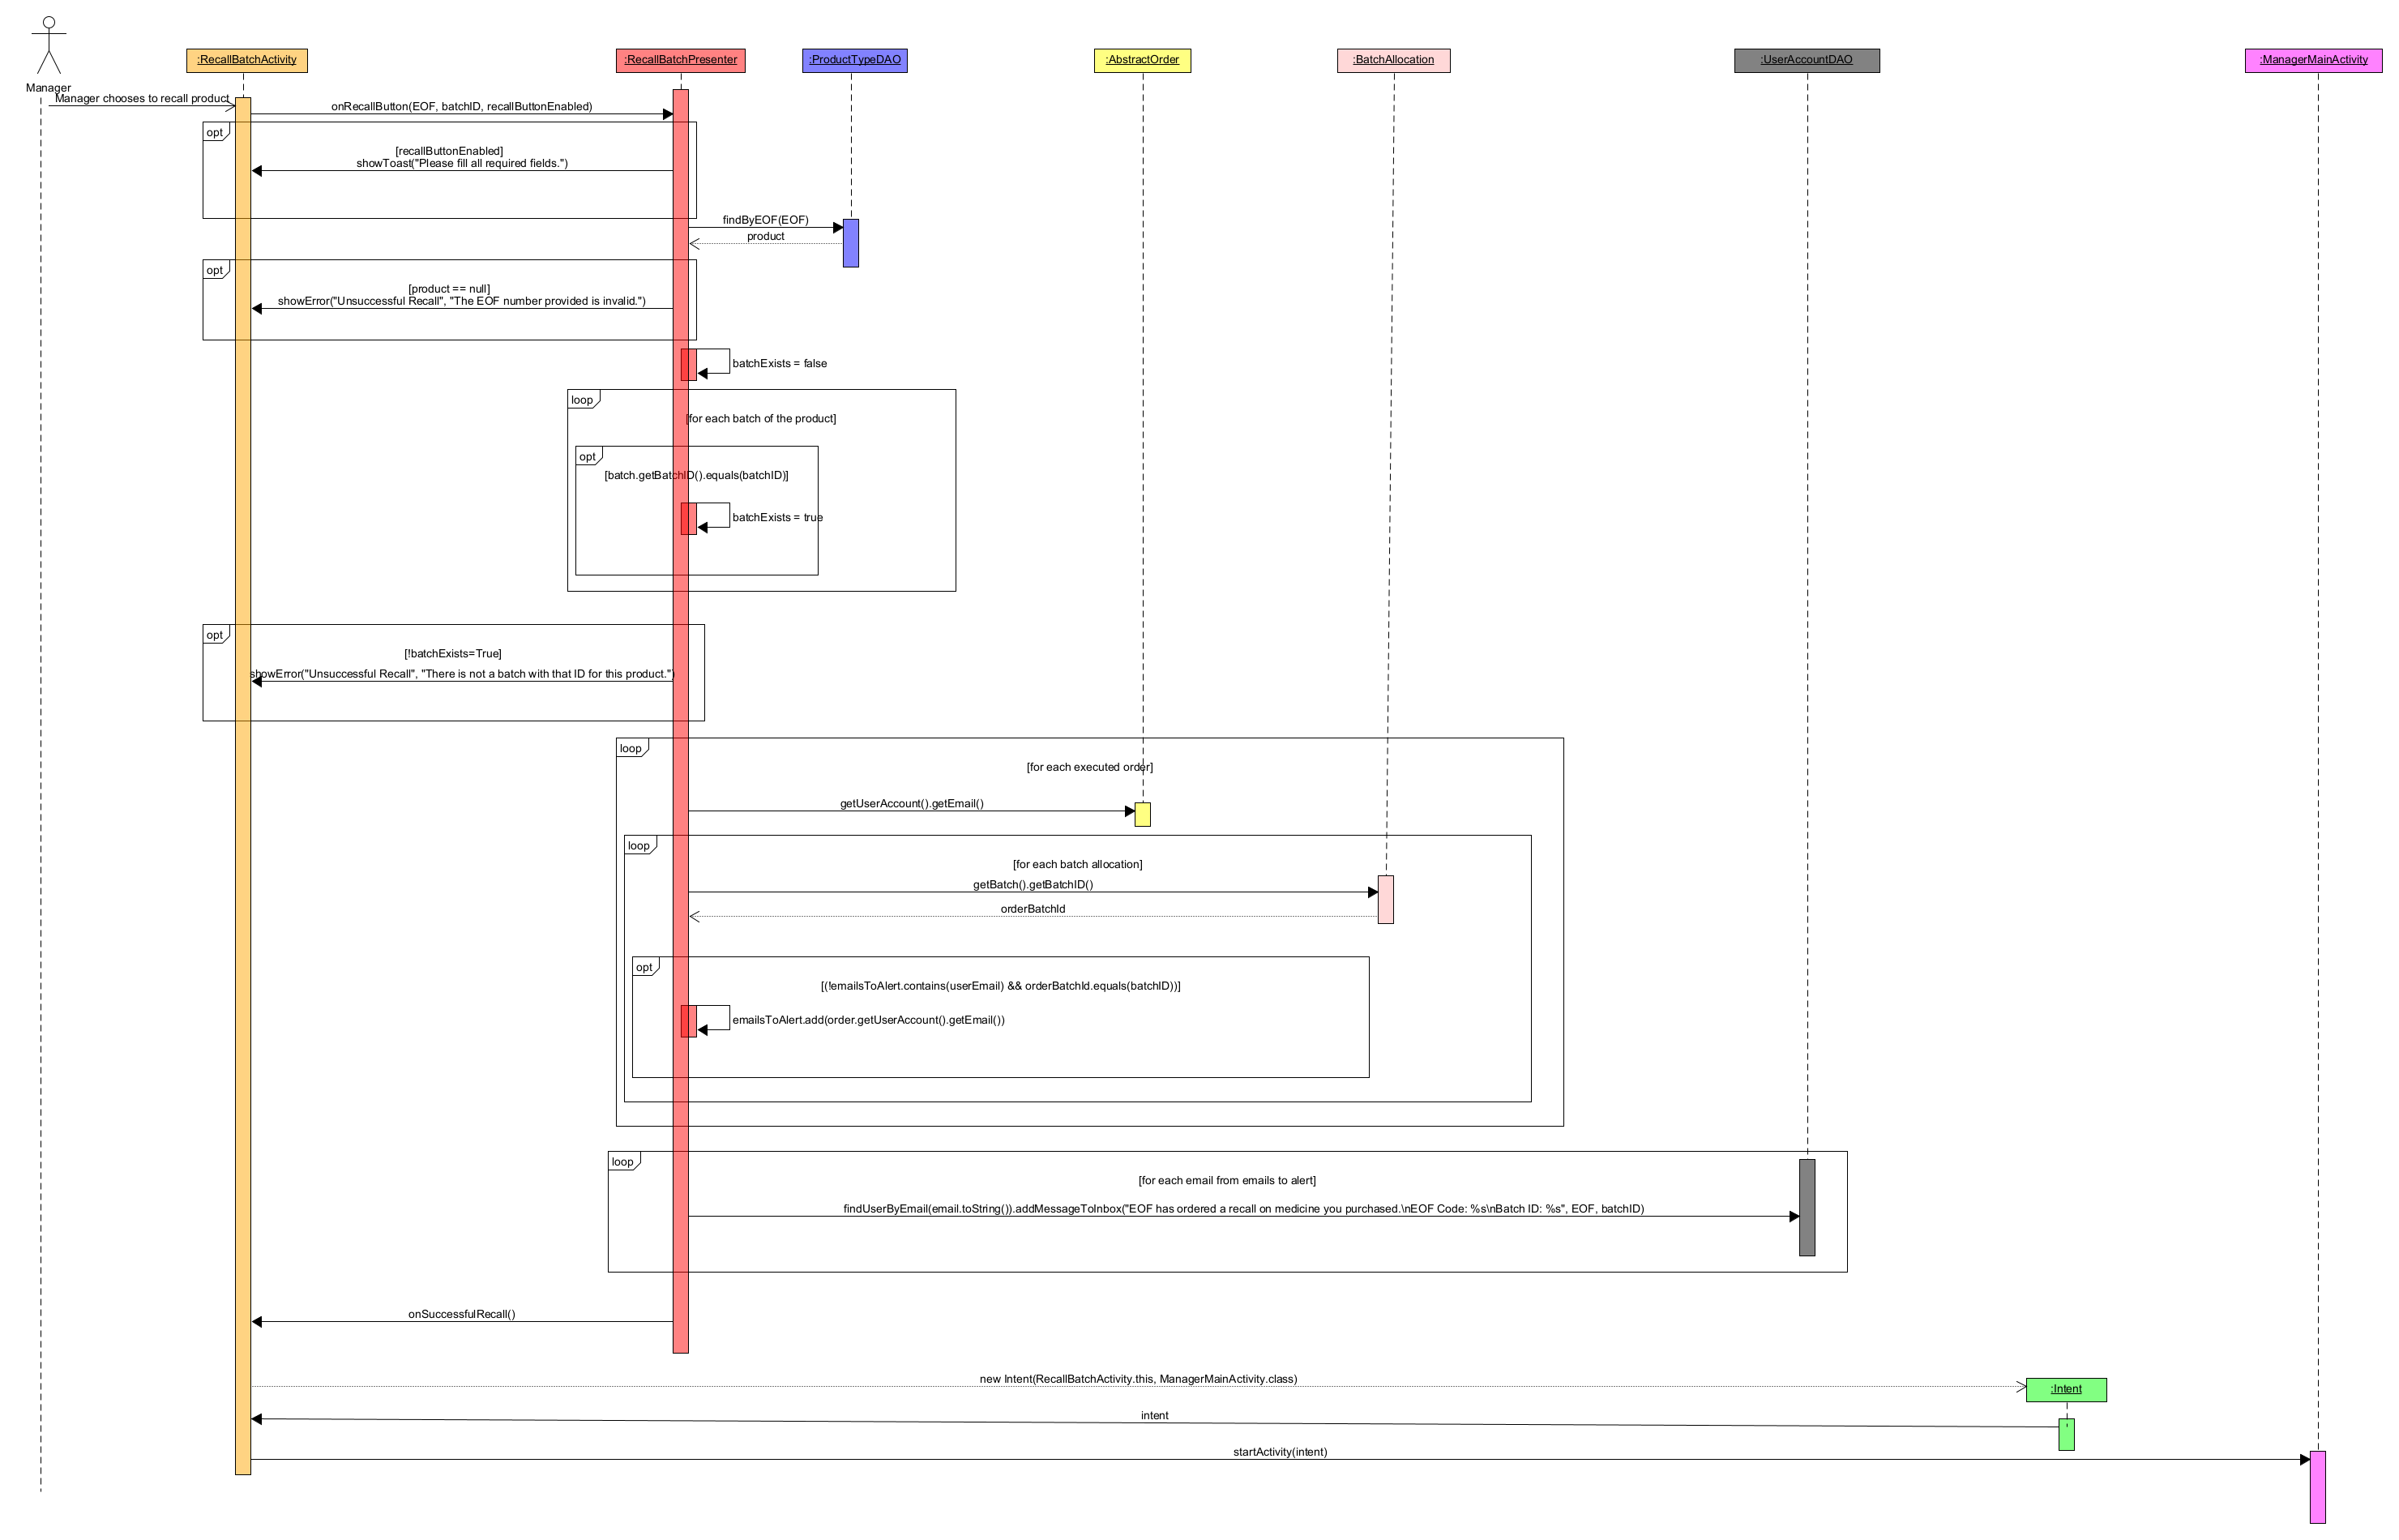 Manager
:RecallBatchActivity
:RecallBatchPresenter
:ProductTypeDAO
:AbstractOrder
:BatchAllocation
:UserAccountDAO
:ManagerMainActivity
Manager chooses to recall product
onRecallButton(EOF, batchID, recallButtonEnabled)
opt
[recallButtonEnabled]
showToast("Please fill all required fields.")
findByEOF(EOF)
product
opt
[product == null]
showError("Unsuccessful Recall", "The EOF number provided is invalid.")
batchExists = false
loop
[for each batch of the product]
opt
[batch.getBatchID().equals(batchID)]
batchExists = true
opt
[!batchExists=True]
showError("Unsuccessful Recall", "There is not a batch with that ID for this product.")
loop
[for each executed order]
getUserAccount().getEmail()
loop
[for each batch allocation]
getBatch().getBatchID()
orderBatchId
opt
[(!emailsToAlert.contains(userEmail) && orderBatchId.equals(batchID))]
emailsToAlert.add(order.getUserAccount().getEmail())
loop
[for each email from emails to alert]
findUserByEmail(email.toString()).addMessageToInbox("EOF has ordered a recall on medicine you purchased.\nEOF Code: %s\nBatch ID: %s", EOF, batchID)
onSuccessfulRecall()
new Intent(RecallBatchActivity.this, ManagerMainActivity.class)
:Intent
intent
startActivity(intent)